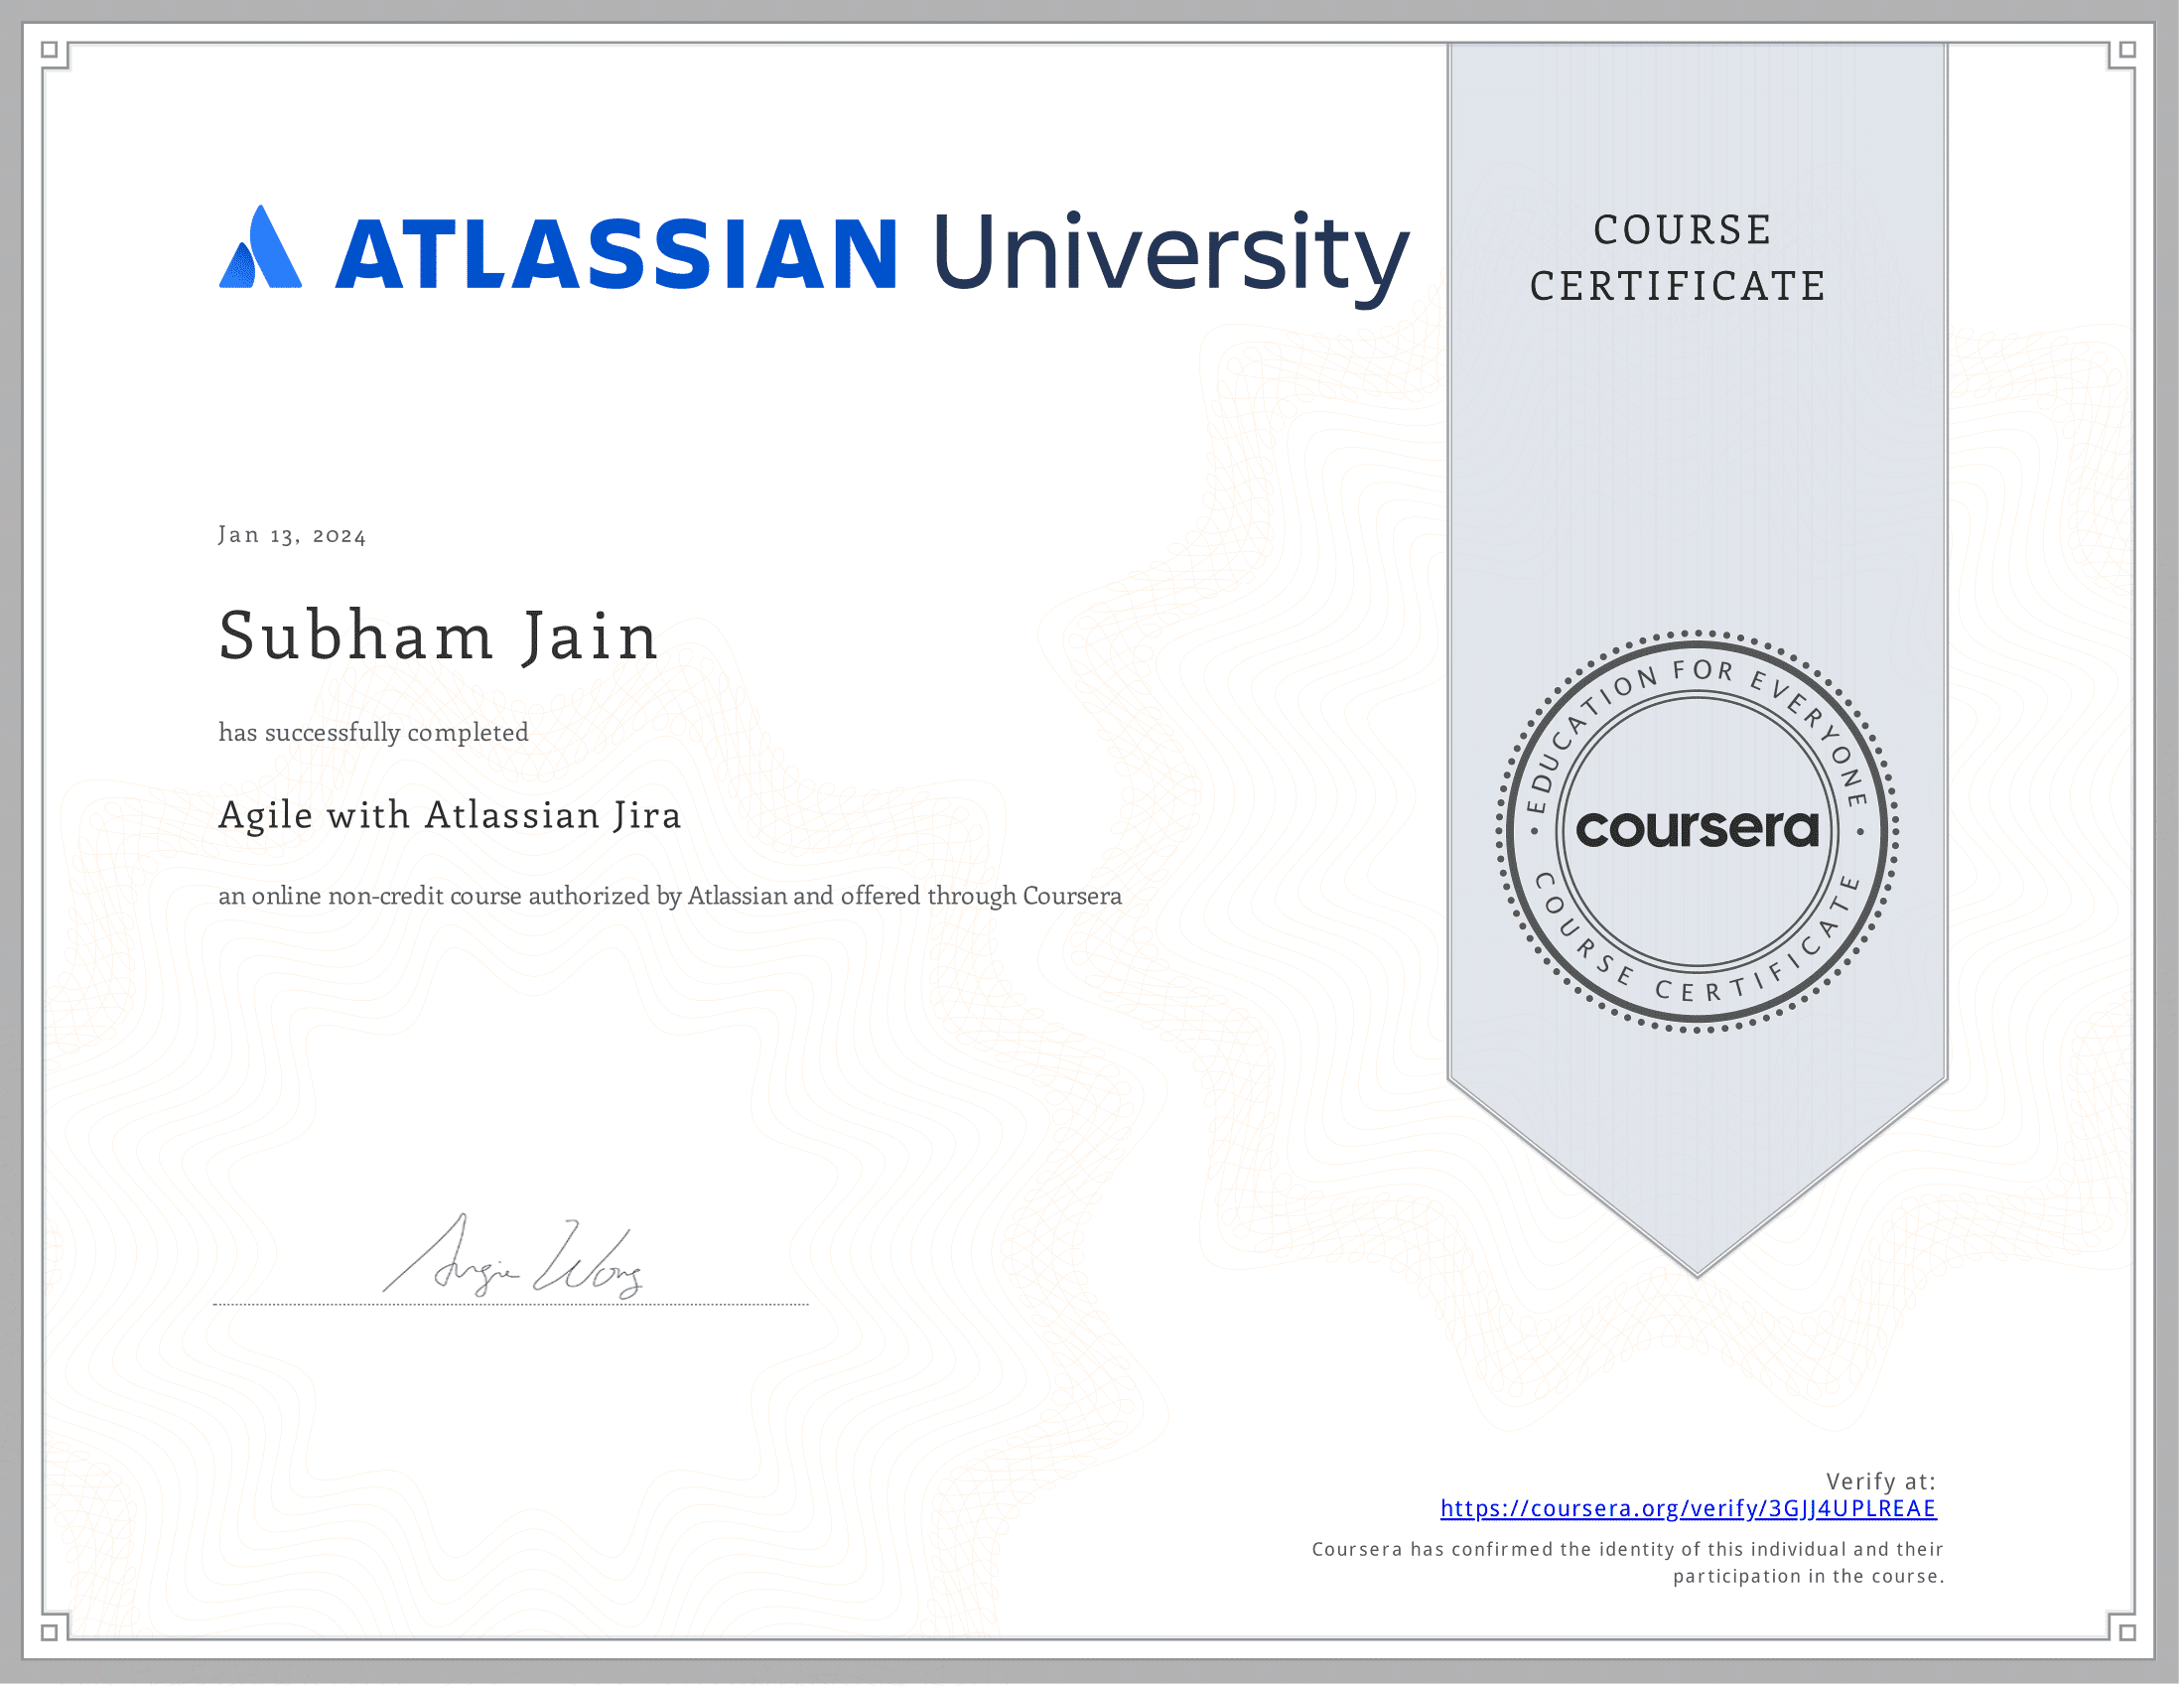 ATLASSIAN University
COURSE
CERTIFICATE
Jan 13, 2024
Subham Jain
has successfully completed
Agile with Atlassian Jira
an online non-credit course authorized by Atlassian and offered through Coursera
EDUCATION FOR EVERYONE
coursera
COURSE CERTIFICATE
Angie Wong
Verify at:
https://coursera.org/verify/3GJJ4UPLREAE
Coursera has confirmed the identity of this individual and their
participation in the course.